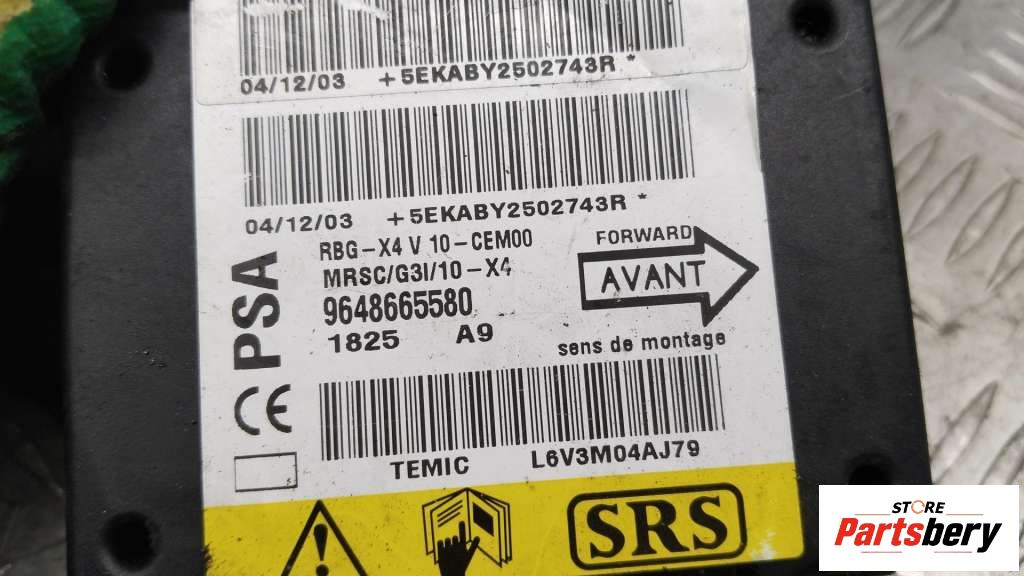 04/12/03 +5EKABY2502743R *
04/12/03 +5EKABY2502743R *
PSA
RBG-X4 V 10-CEM00
MRSC/G3I/10-X4
9648665580
1825 A9
FORWARD
AVANT
sens de montage
CE
TEMIC L6V3M04AJ79
SRS
STORE
Partsbery